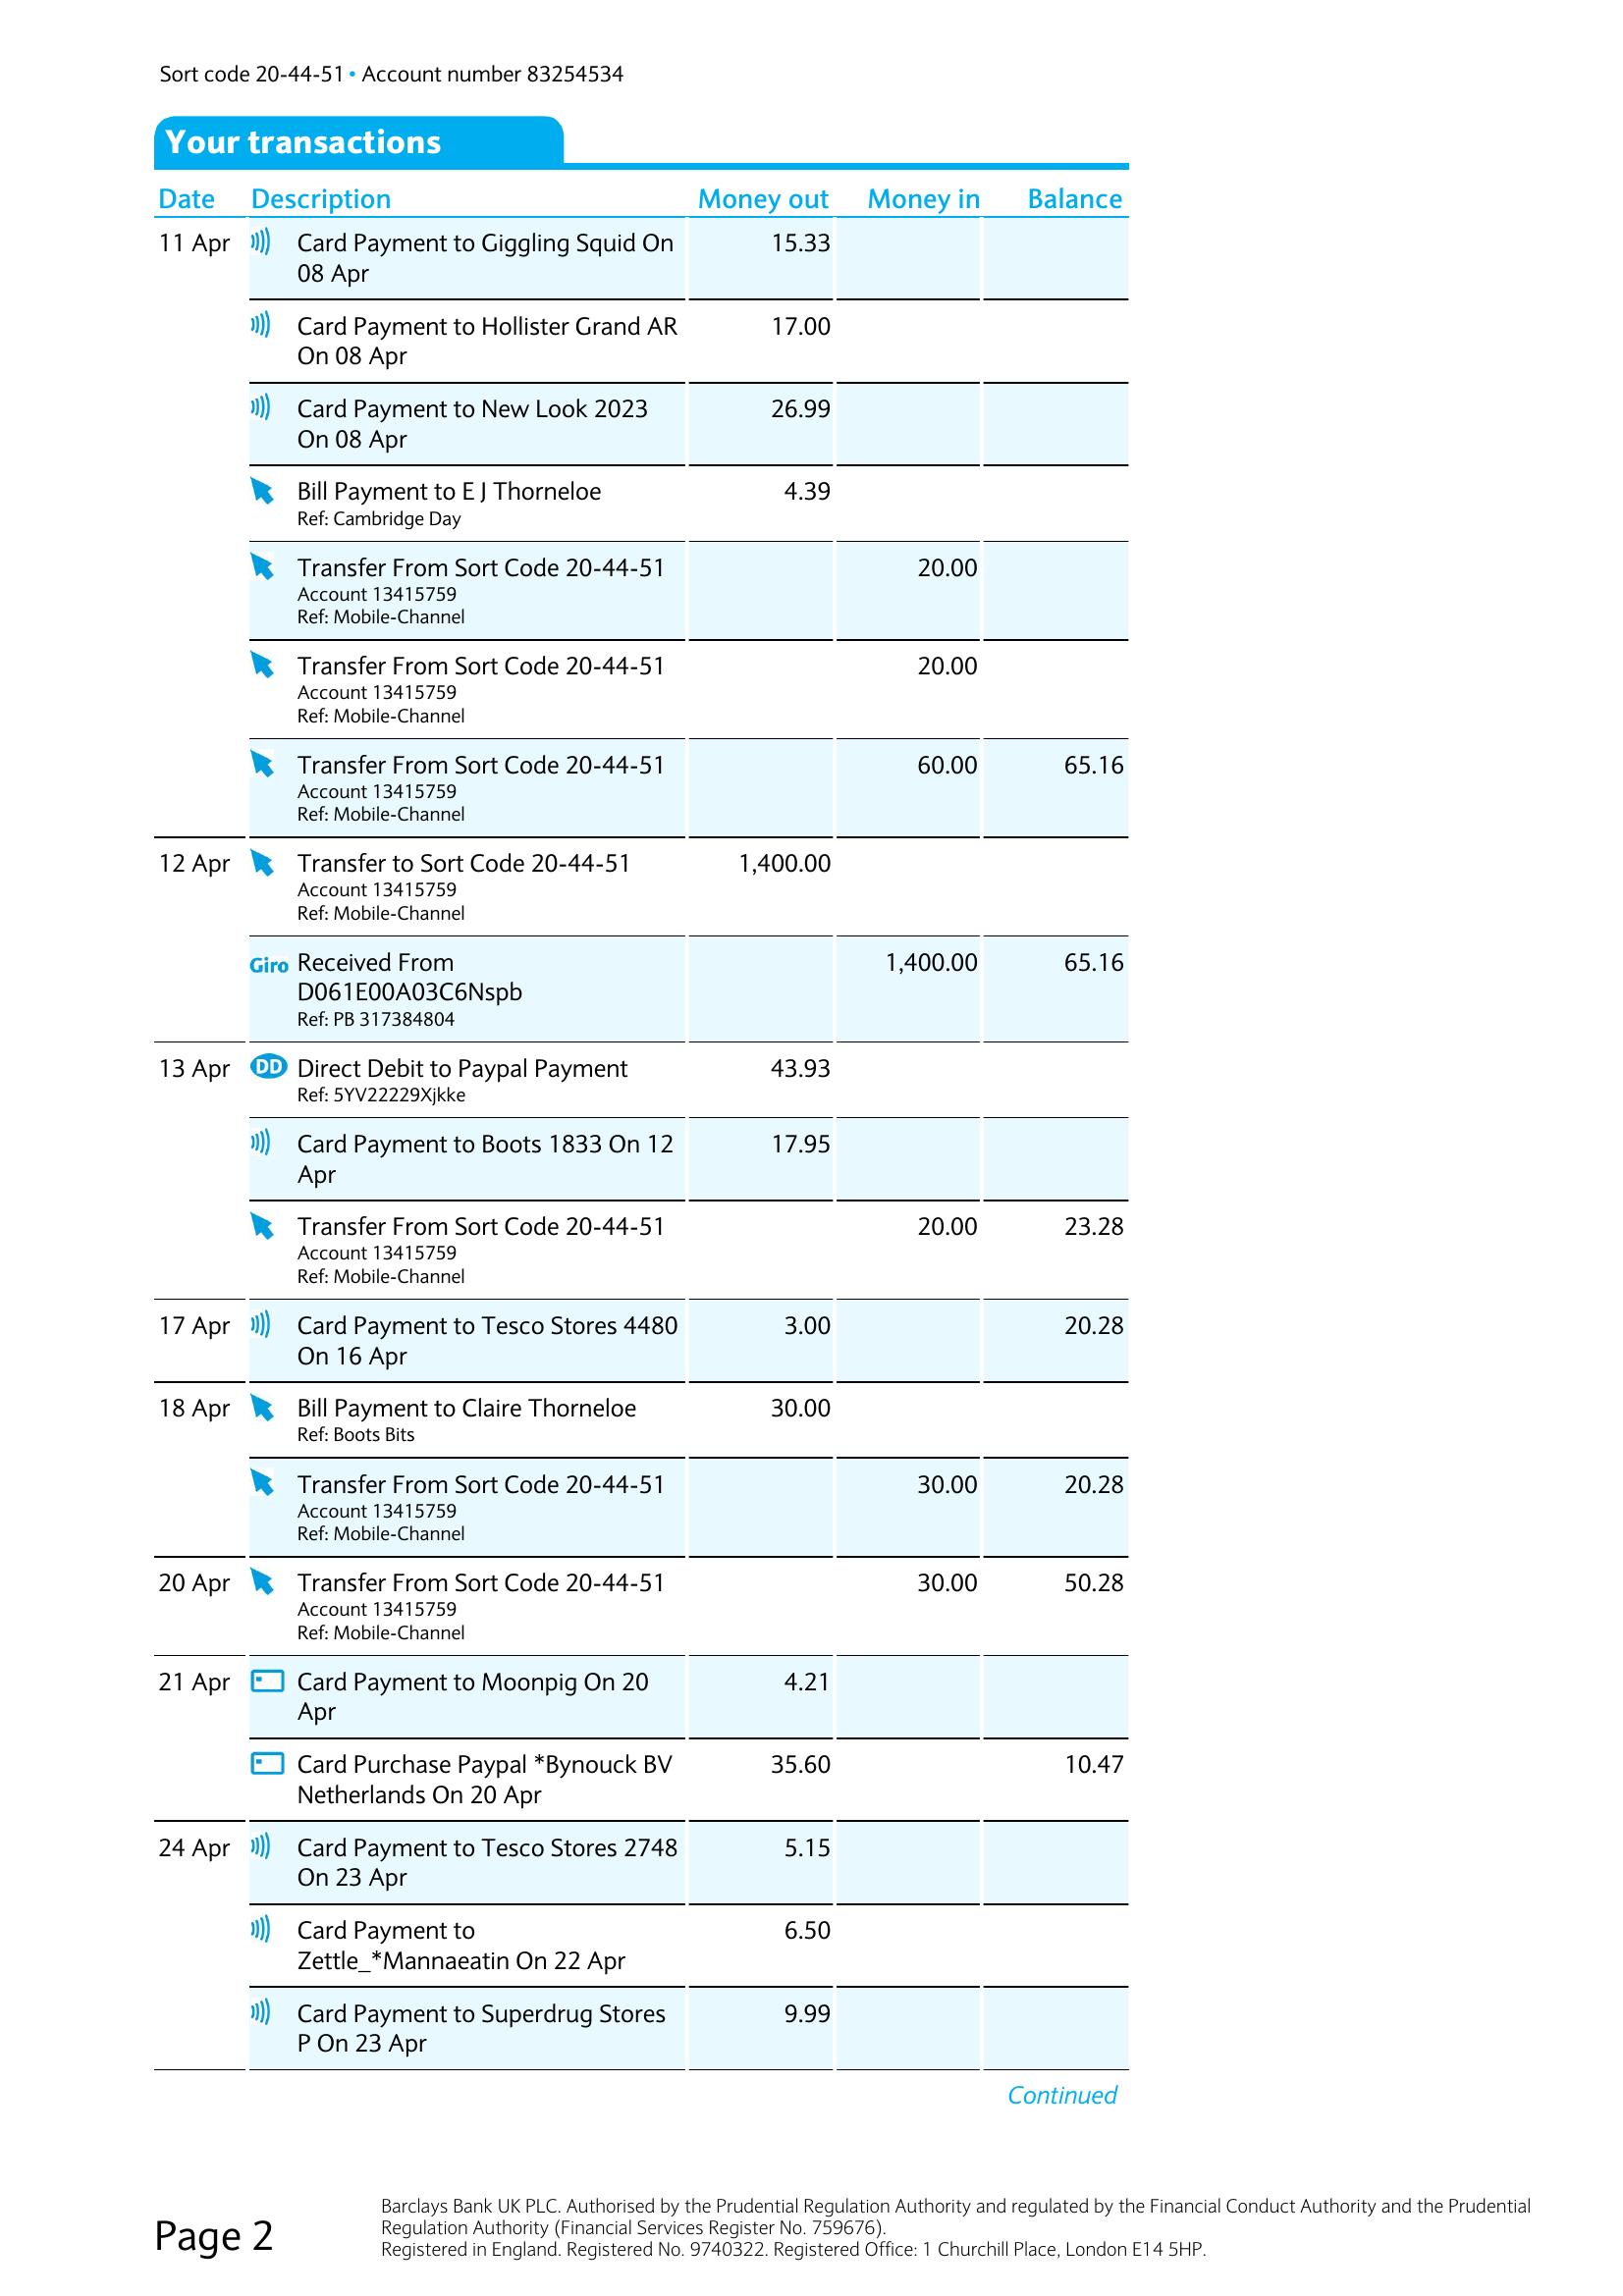 Sort code 20-44-51 • Account number 83254534
Your transactions
Date Description Money out Money in Balance
11 Apr Card Payment to Giggling Squid On 15.33
08 Apr
Card Payment to Hollister Grand AR 17.00
On 08 Apr
Card Payment to New Look 2023 26.99
On 08 Apr
Bill Payment to E J Thorneloe 4.39
Ref: Cambridge Day
Transfer From Sort Code 20-44-51 20.00
Account 13415759
Ref: Mobile-Channel
Transfer From Sort Code 20-44-51 20.00
Account 13415759
Ref: Mobile-Channel
Transfer From Sort Code 20-44-51 60.00 65.16
Account 13415759
Ref: Mobile-Channel
12 Apr Transfer to Sort Code 20-44-51 1,400.00
Account 13415759
Ref: Mobile-Channel
Giro Received From 1,400.00 65.16
D061E00A03C6Nspb
Ref: PB 317384804
13 Apr DD Direct Debit to Paypal Payment 43.93
Ref: 5YV22229Xjkke
Card Payment to Boots 1833 On 12 17.95
Apr
Transfer From Sort Code 20-44-51 20.00 23.28
Account 13415759
Ref: Mobile-Channel
17 Apr Card Payment to Tesco Stores 4480 3.00 20.28
On 16 Apr
18 Apr Bill Payment to Claire Thorneloe 30.00
Ref: Boots Bits
Transfer From Sort Code 20-44-51 30.00 20.28
Account 13415759
Ref: Mobile-Channel
20 Apr Transfer From Sort Code 20-44-51 30.00 50.28
Account 13415759
Ref: Mobile-Channel
21 Apr Card Payment to Moonpig On 20 4.21
Apr
Card Purchase Paypal *Bynouck BV 35.60 10.47
Netherlands On 20 Apr
24 Apr Card Payment to Tesco Stores 2748 5.15
On 23 Apr
Card Payment to 6.50
Zettle_*Mannaeatin On 22 Apr
Card Payment to Superdrug Stores 9.99
P On 23 Apr
Continued
Barclays Bank UK PLC. Authorised by the Prudential Regulation Authority and regulated by the Financial Conduct Authority and the Prudential
Regulation Authority (Financial Services Register No. 759676).
Registered in England. Registered No. 9740322. Registered Office: 1 Churchill Place, London E14 5HP.
Page 2